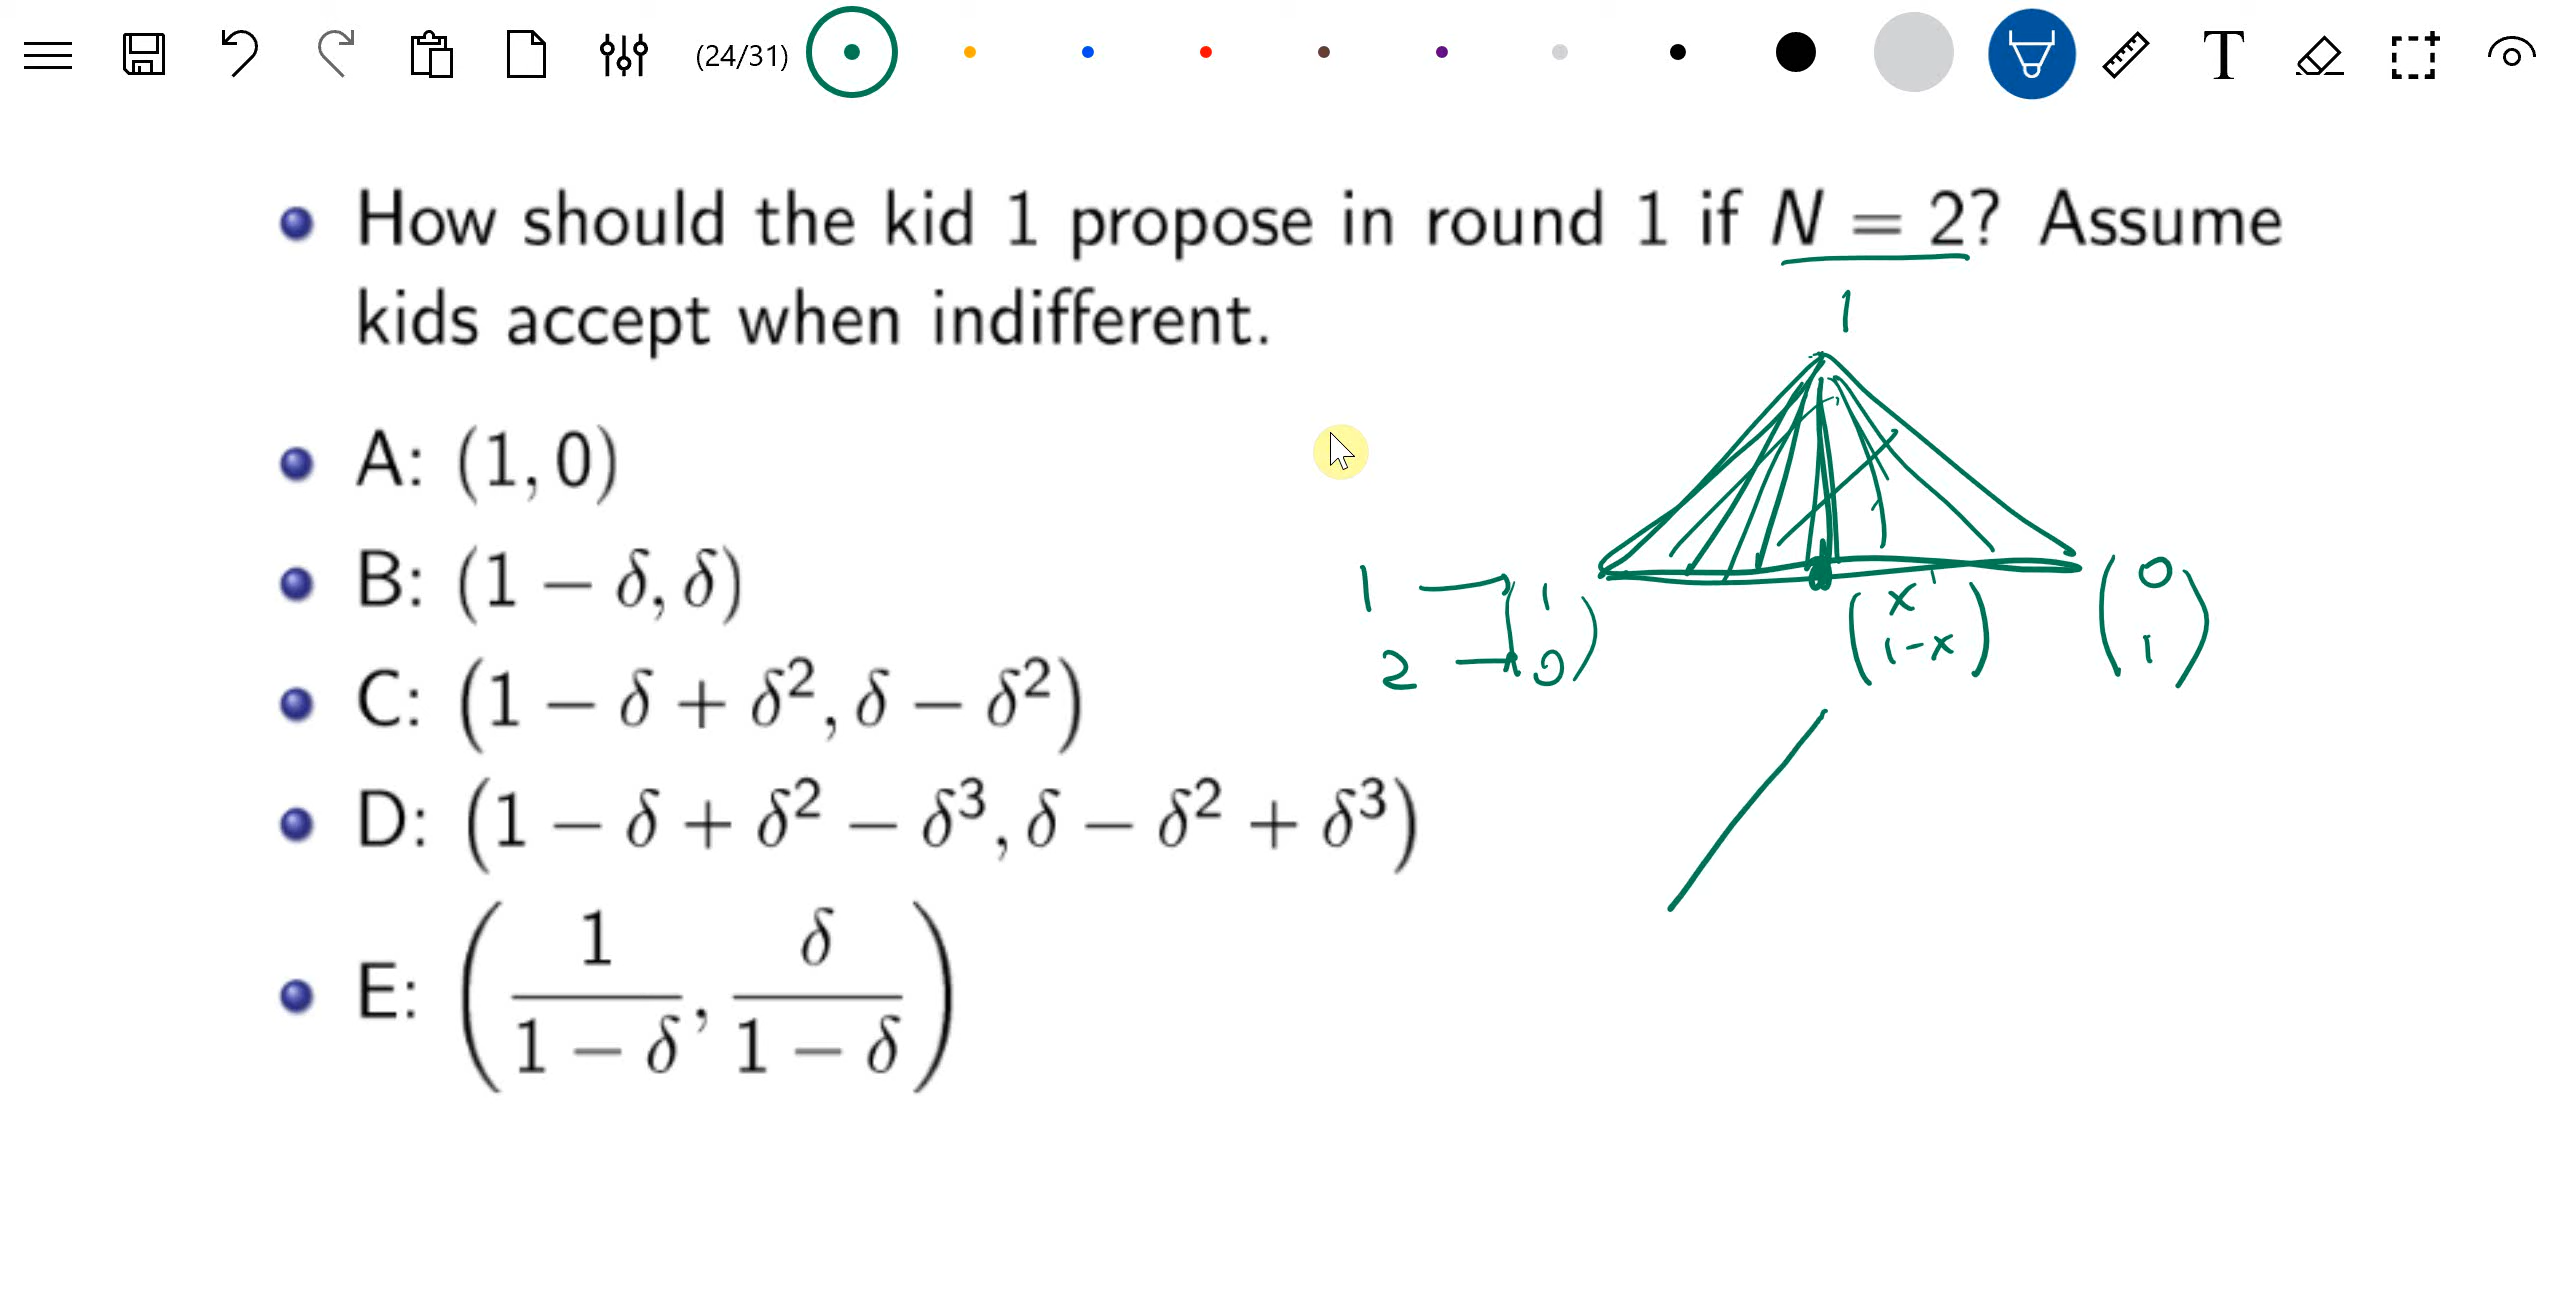 (24/31)
T
How should the kid 1 propose in round 1 if N = 2? Assume
kids accept when indifferent.
1
A: (1, 0)
B: (1 − δ, δ)
1 (1
2 0)
(x
1-x)
(0
1)
C: (1 − δ + δ², δ − δ²)
D: (1 − δ + δ² − δ³, δ − δ² + δ³)
E: (1/(1 − δ), δ/(1 − δ))